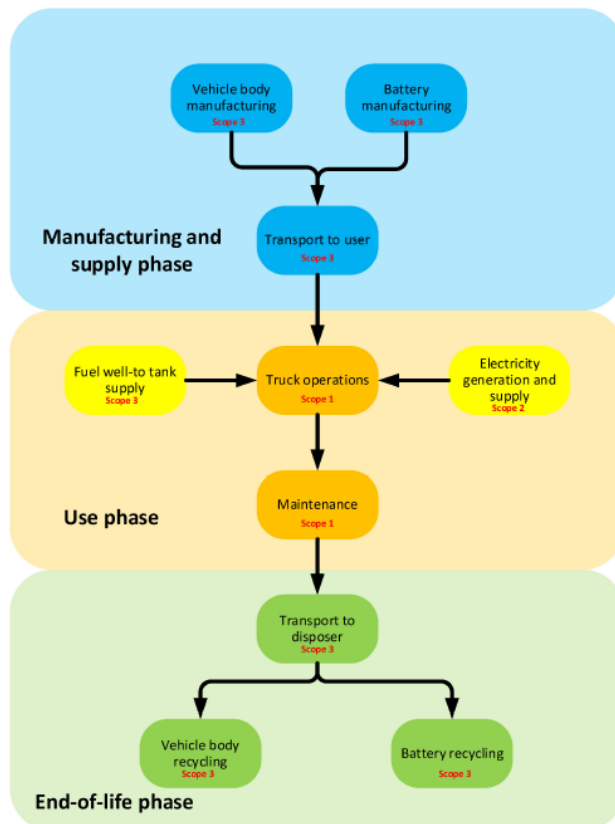 Vehicle body
manufacturing
Scope 3
Battery
manufacturing
Scope 3
Manufacturing and
supply phase
Transport to user
Scope 3
Fuel well-to tank
supply
Scope 3
Truck operations
Scope 1
Electricity
generation and
supply
Scope 2
Maintenance
Scope 1
Use phase
Transport to
disposer
Scope 3
Vehicle body
recycling
Scope 3
Battery recycling
Scope 3
End-of-life phase